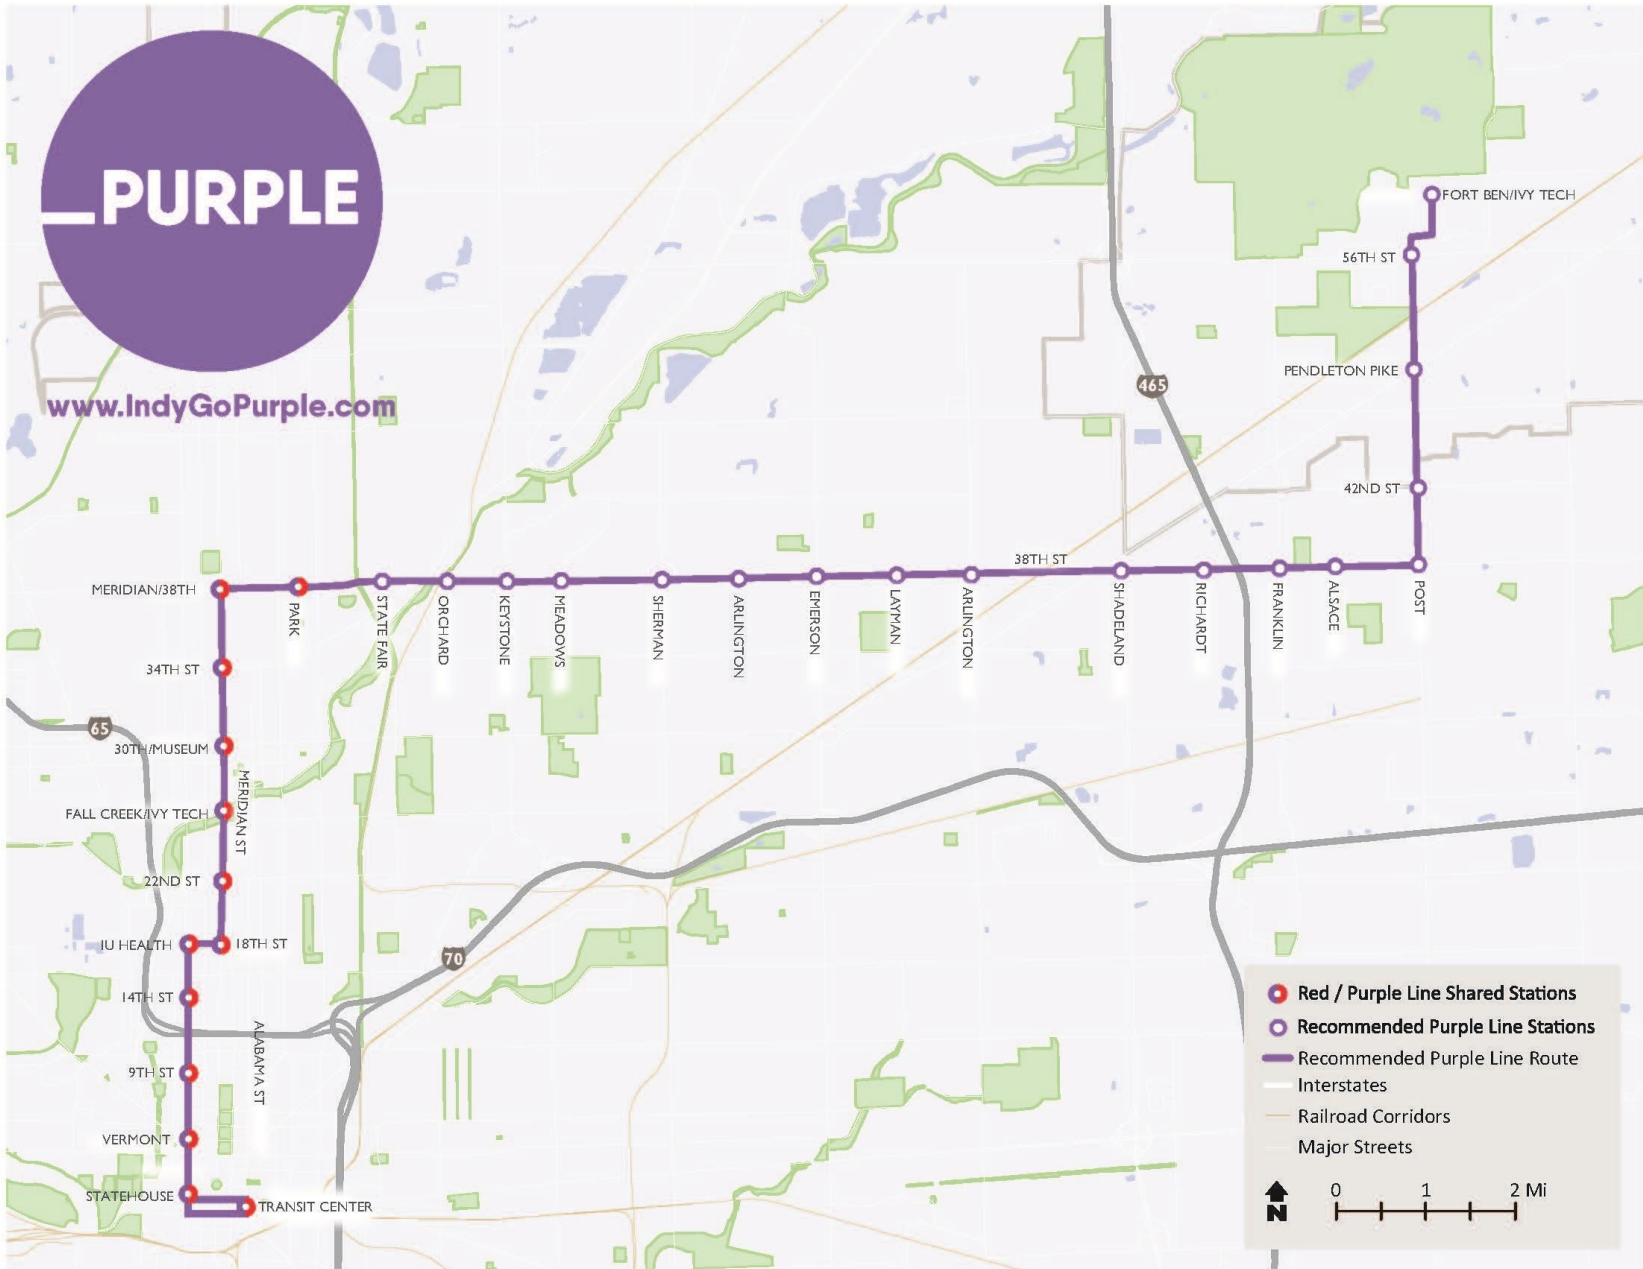 _PURPLE
www.IndyGoPurple.com
FORT BEN/IVY TECH
56TH ST
PENDLETON PIKE
465
42ND ST
38TH ST
MERIDIAN/38TH
PARK
STATE FAIR
ORCHARD
KEYSTONE
MEADOWS
SHERMAN
ARLINGTON
EMERSON
LAYMAN
ARLINGTON
SHADELAND
RICHARDT
FRANKLIN
ALSACE
POST
34TH ST
65
30TH/MUSEUM
MERIDIAN ST
FALL CREEK/IVY TECH
22ND ST
IU HEALTH
18TH ST
70
14TH ST
ALABAMA ST
9TH ST
VERMONT
STATEHOUSE
TRANSIT CENTER
Red / Purple Line Shared Stations
Recommended Purple Line Stations
Recommended Purple Line Route
Interstates
Railroad Corridors
Major Streets
N
0 1 2 Mi